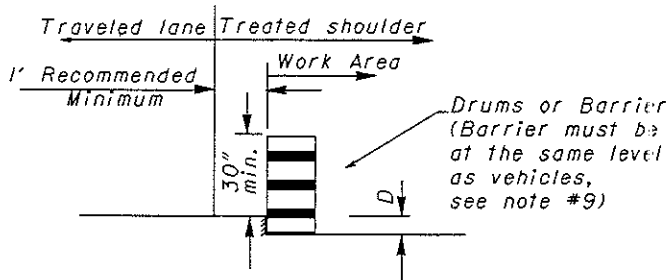 Traveled lane
Treated shoulder
1' Recommended
Minimum
Work Area
30" min.
D
Drums or Barrier
(Barrier must be
at the same level
as vehicles,
see note #9)